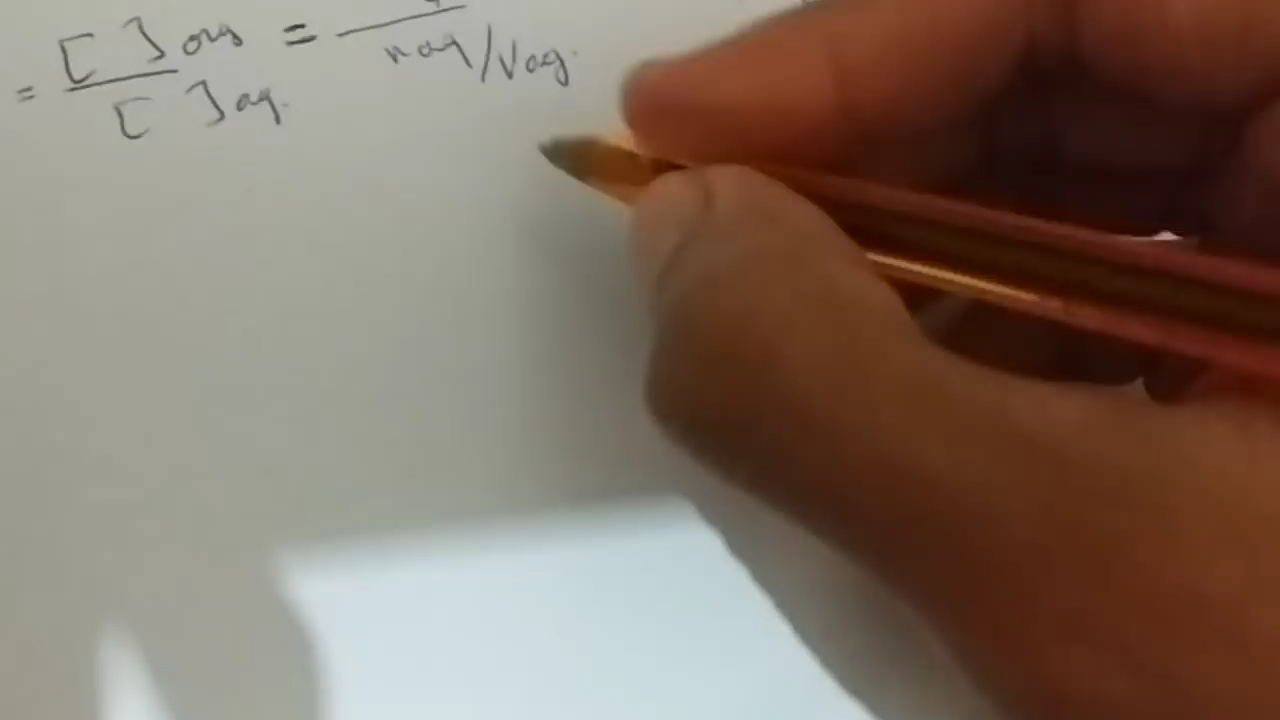 = [ ]org / [ ]aq. = / naq/Vaq.